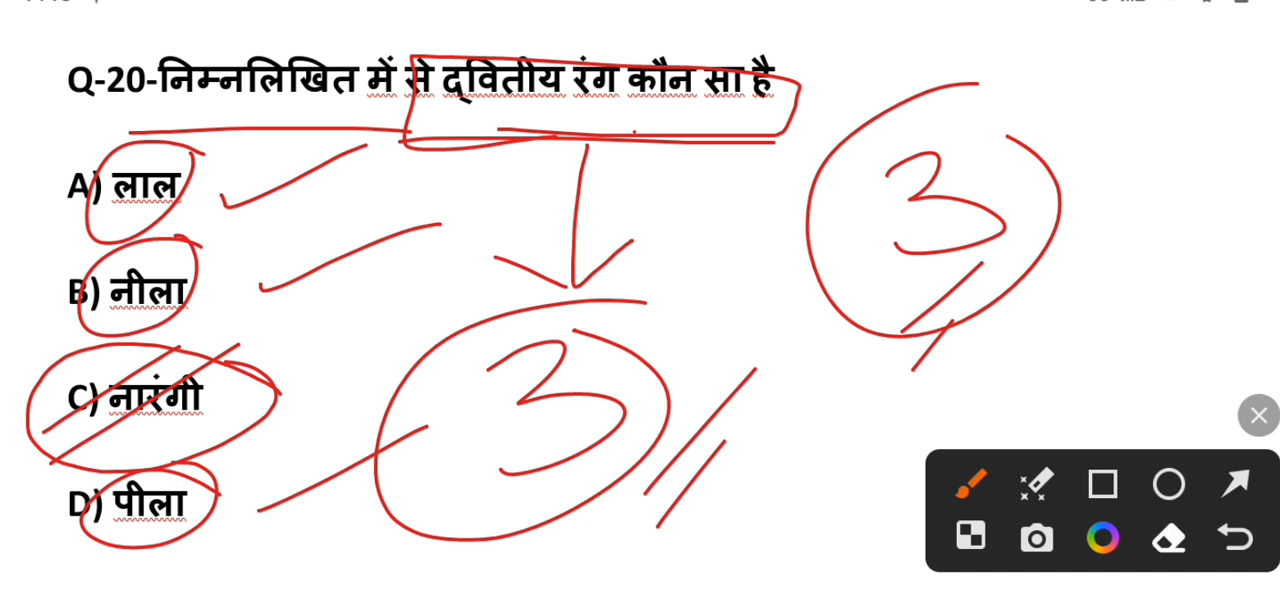 Q-20-निम्नलिखित में से द्वितीय रंग कौन सा है
A) लाल
B) नीला
C) नारंगी
D) पीला
3
3